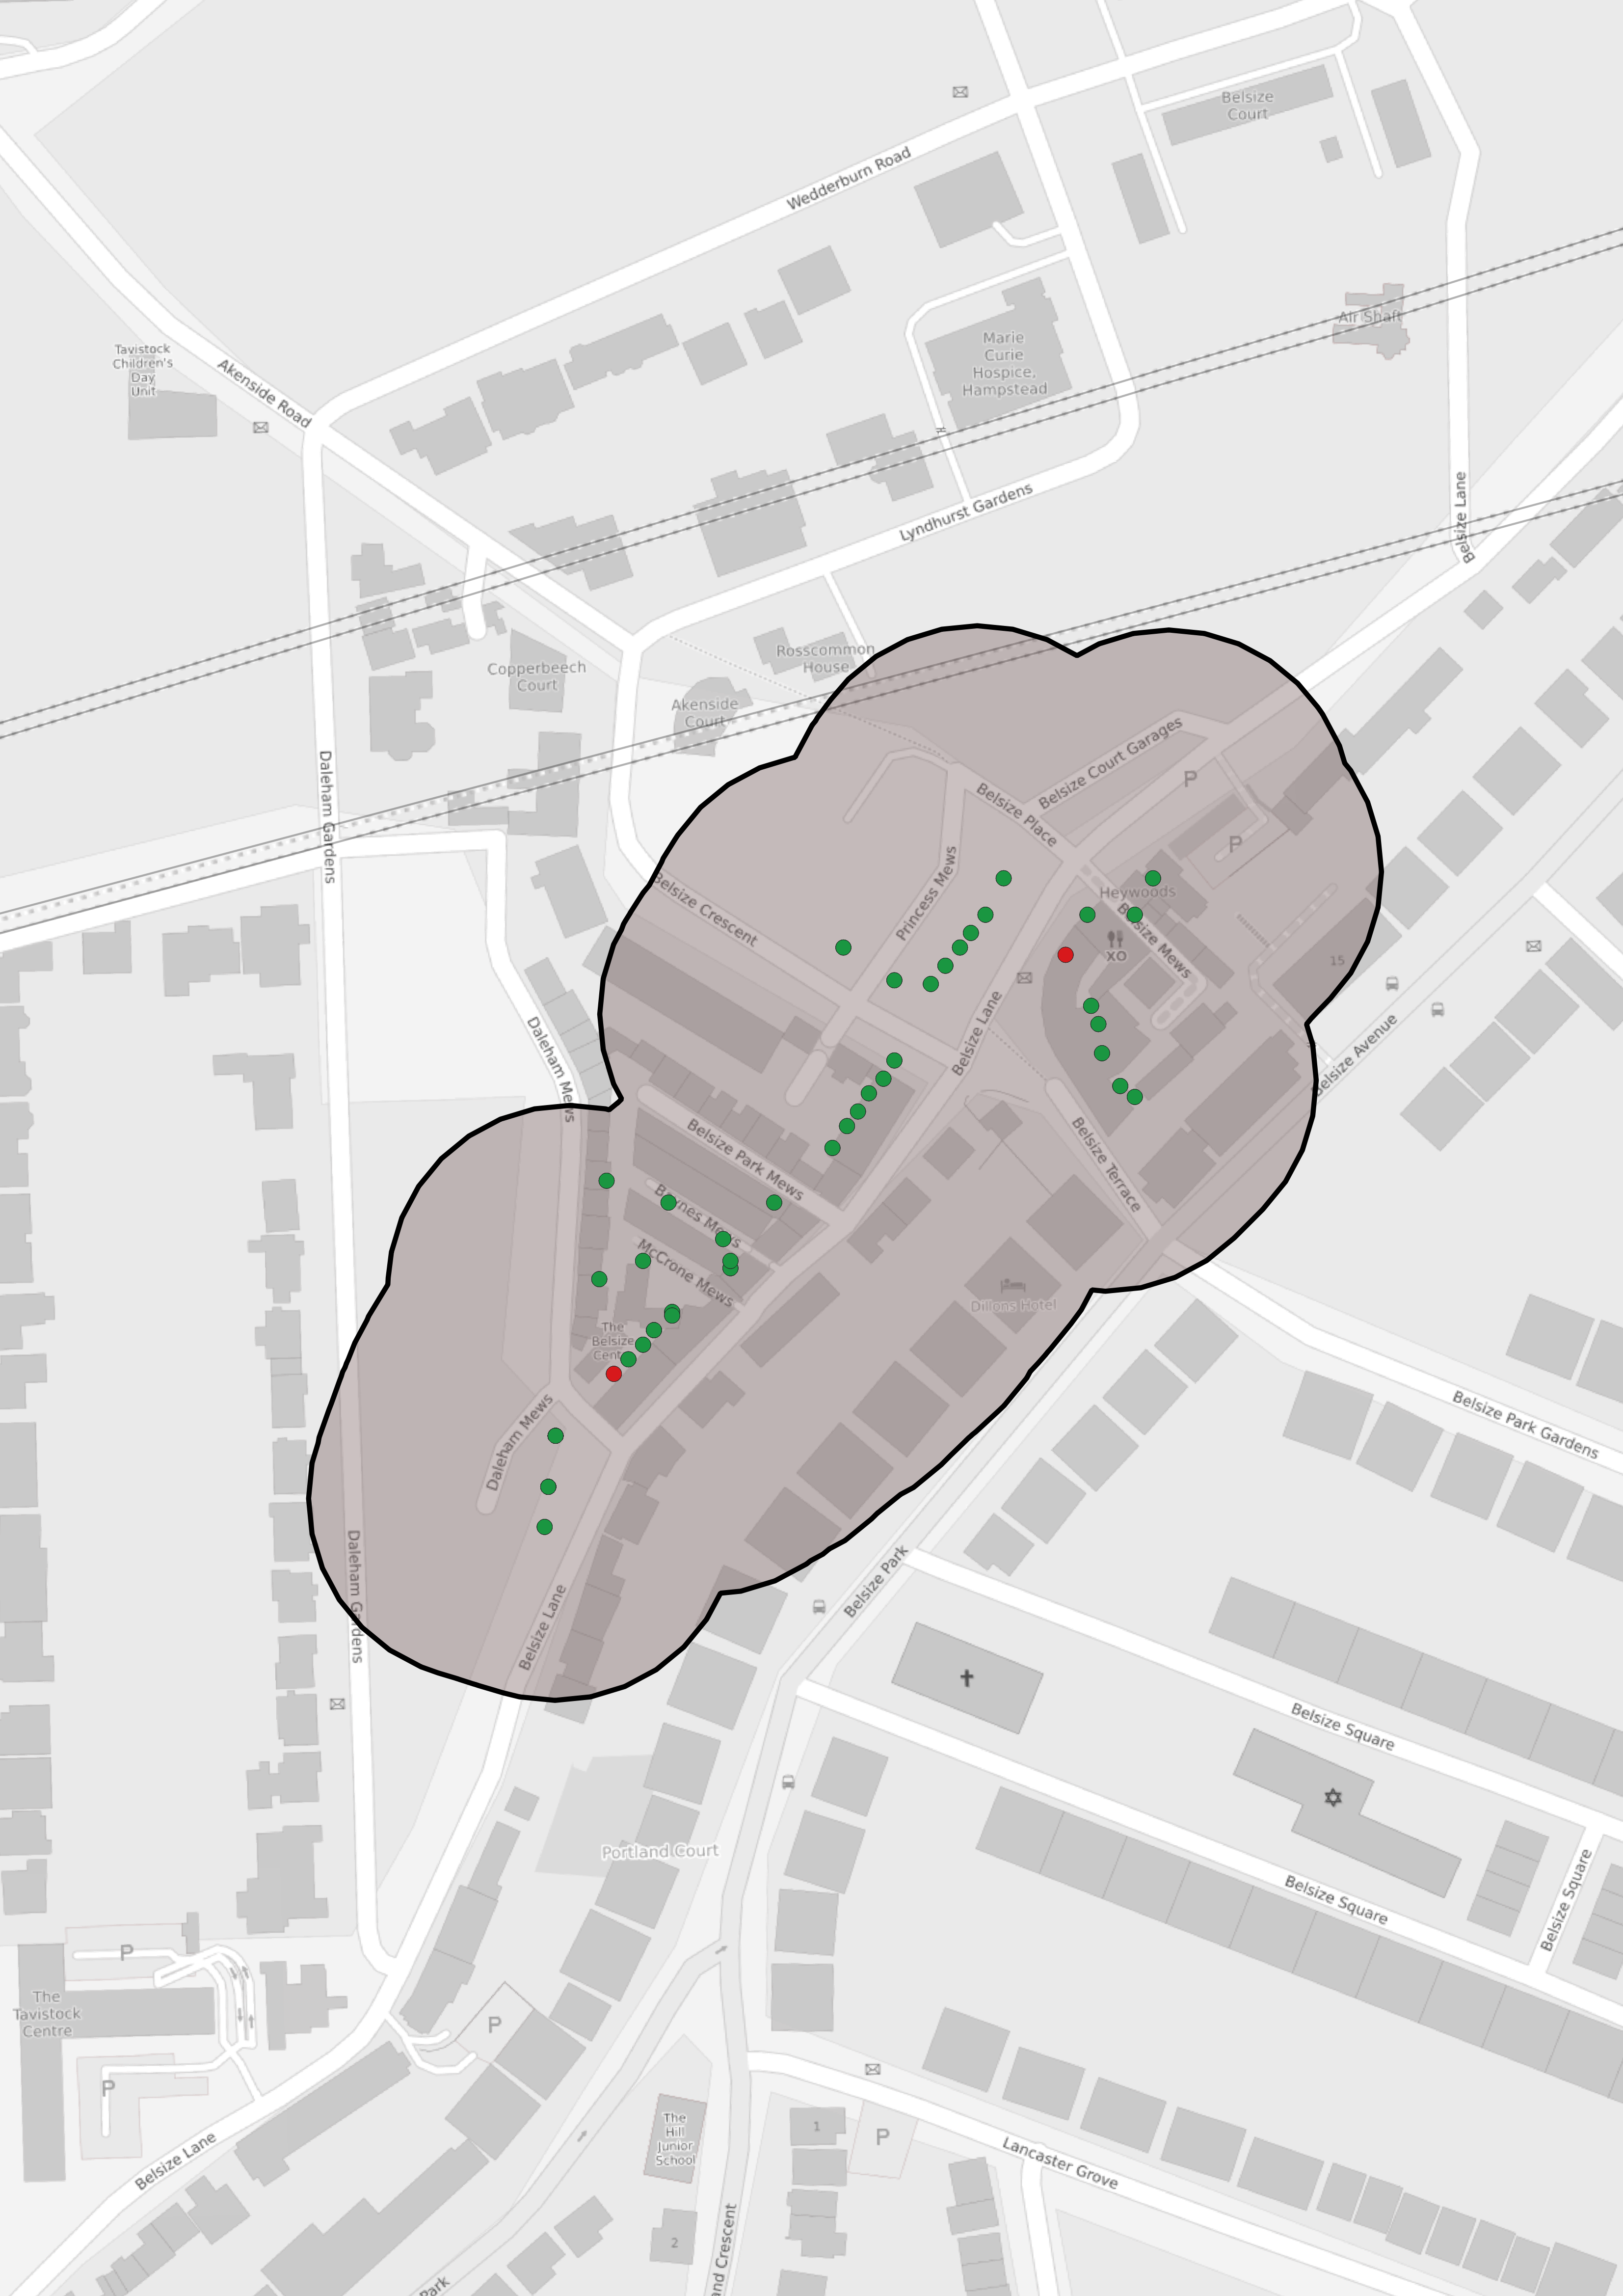 Belsize
Court
Wedderburn Road
Air Shaft
Tavistock
Children's
Day
Unit
Akenside Road
Marie
Curie
Hospice,
Hampstead
Lyndhurst Gardens
Belsize Lane
Rosscommon
House
Copperbeech
Court
Akenside
Court
Belsize Court Garages
P
Belsize Place
Daleham Gardens
P
Princess Mews
Heywoods
Belsize Crescent
Belsize Mews
XO
15
Belsize Lane
Daleham Mews
Belsize Avenue
Belsize Park Mews
Belsize Terrace
Baynes Mews
McCrone Mews
Dillons Hotel
The
Belsize
Centre
Daleham Mews
Belsize Park Gardens
Daleham Gardens
Belsize Lane
Belsize Park
Belsize Square
Portland Court
Belsize Square
Belsize Square
P
The
Tavistock
Centre
P
P
Belsize Lane
The
Hill
Junior
School
1
P
Lancaster Grove
2
and Crescent
Park